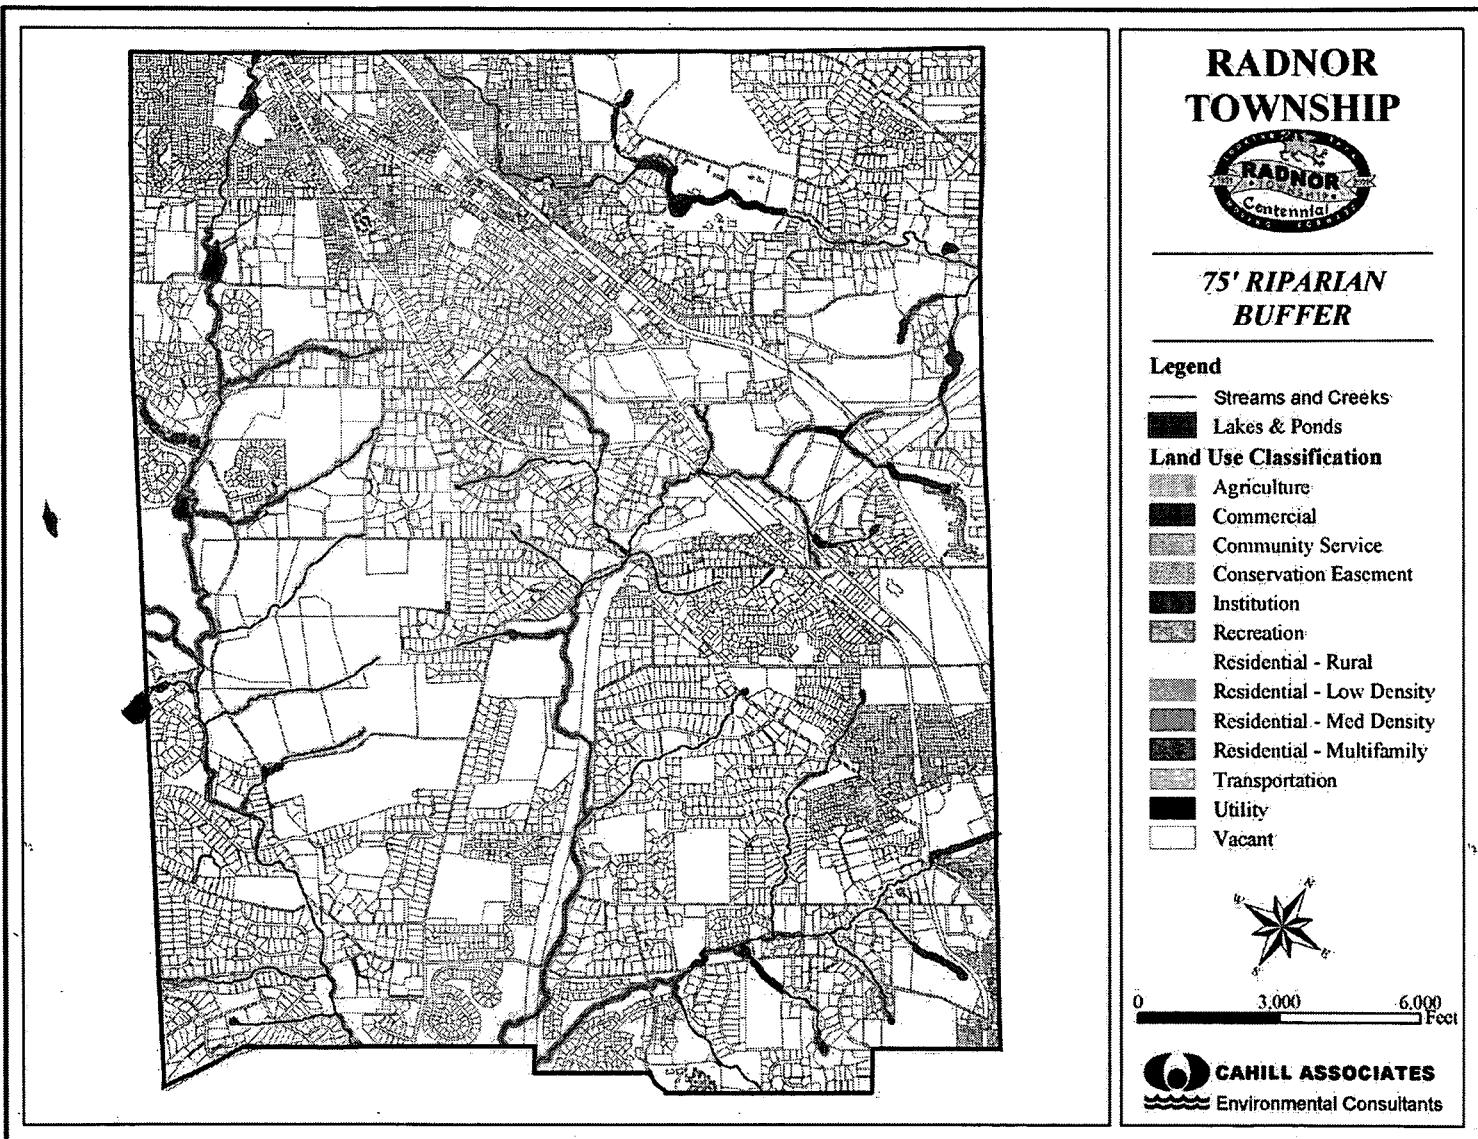 RADNOR
TOWNSHIP
RADNOR
TOWNSHIP
Centennial
75' RIPARIAN
BUFFER
Legend
Streams and Creeks
Lakes & Ponds
Land Use Classification
Agriculture
Commercial
Community Service
Conservation Easement
Institution
Recreation
Residential - Rural
Residential - Low Density
Residential - Med Density
Residential - Multifamily
Transportation
Utility
Vacant
N
W
E
S
0 3,000 6,000
Feet
CAHILL ASSOCIATES
Environmental Consultants